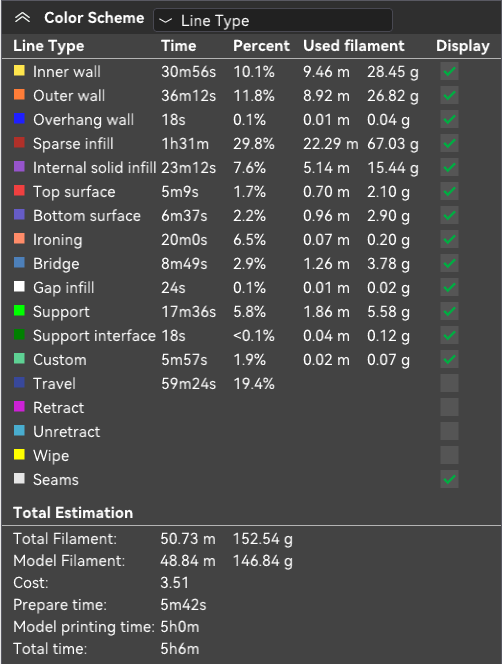 Color Scheme Line Type
Line Type Time Percent Used filament Display
Inner wall 30m56s 10.1% 9.46 m 28.45 g
Outer wall 36m12s 11.8% 8.92 m 26.82 g
Overhang wall 18s 0.1% 0.01 m 0.04 g
Sparse infill 1h31m 29.8% 22.29 m 67.03 g
Internal solid infill 23m12s 7.6% 5.14 m 15.44 g
Top surface 5m9s 1.7% 0.70 m 2.10 g
Bottom surface 6m37s 2.2% 0.96 m 2.90 g
Ironing 20m0s 6.5% 0.07 m 0.20 g
Bridge 8m49s 2.9% 1.26 m 3.78 g
Gap infill 24s 0.1% 0.01 m 0.02 g
Support 17m36s 5.8% 1.86 m 5.58 g
Support interface 18s <0.1% 0.04 m 0.12 g
Custom 5m57s 1.9% 0.02 m 0.07 g
Travel 59m24s 19.4%
Retract
Unretract
Wipe
Seams
Total Estimation
Total Filament: 50.73 m 152.54 g
Model Filament: 48.84 m 146.84 g
Cost: 3.51
Prepare time: 5m42s
Model printing time: 5h0m
Total time: 5h6m